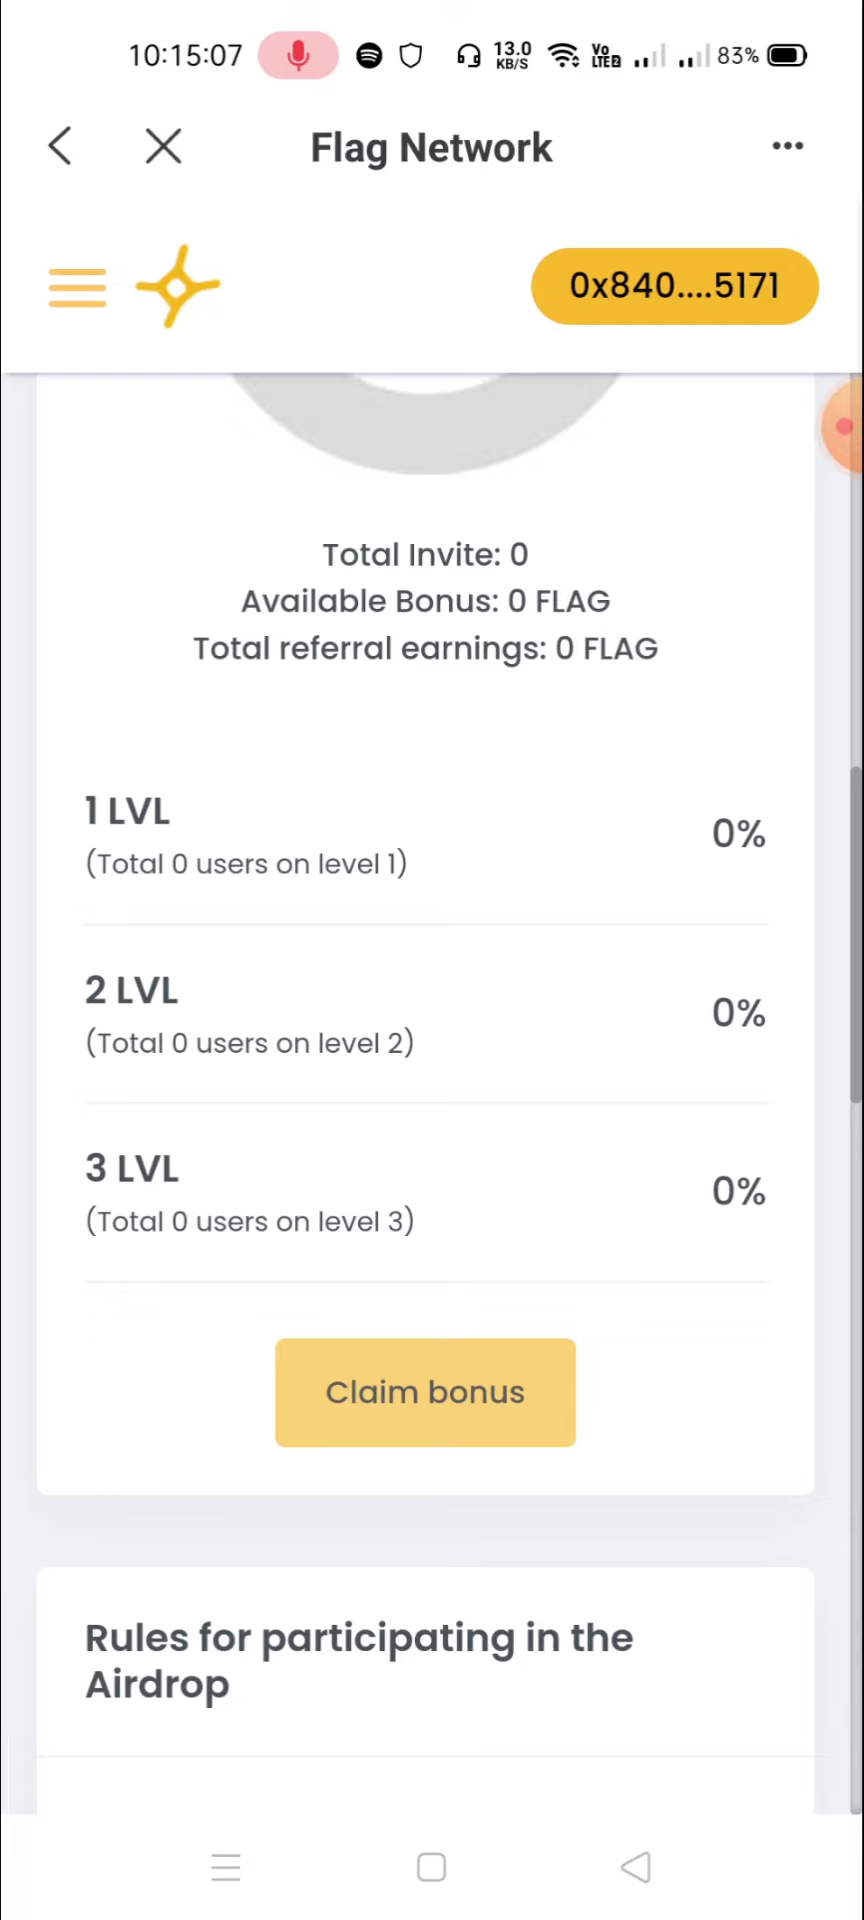 10:15:07 13.0 KB/S Vo LTE2 83%
Flag Network
0x840....5171
Total Invite: 0
Available Bonus: 0 FLAG
Total referral earnings: 0 FLAG
1 LVL
0%
(Total 0 users on level 1)
2 LVL
0%
(Total 0 users on level 2)
3 LVL
0%
(Total 0 users on level 3)
Claim bonus
Rules for participating in the
Airdrop